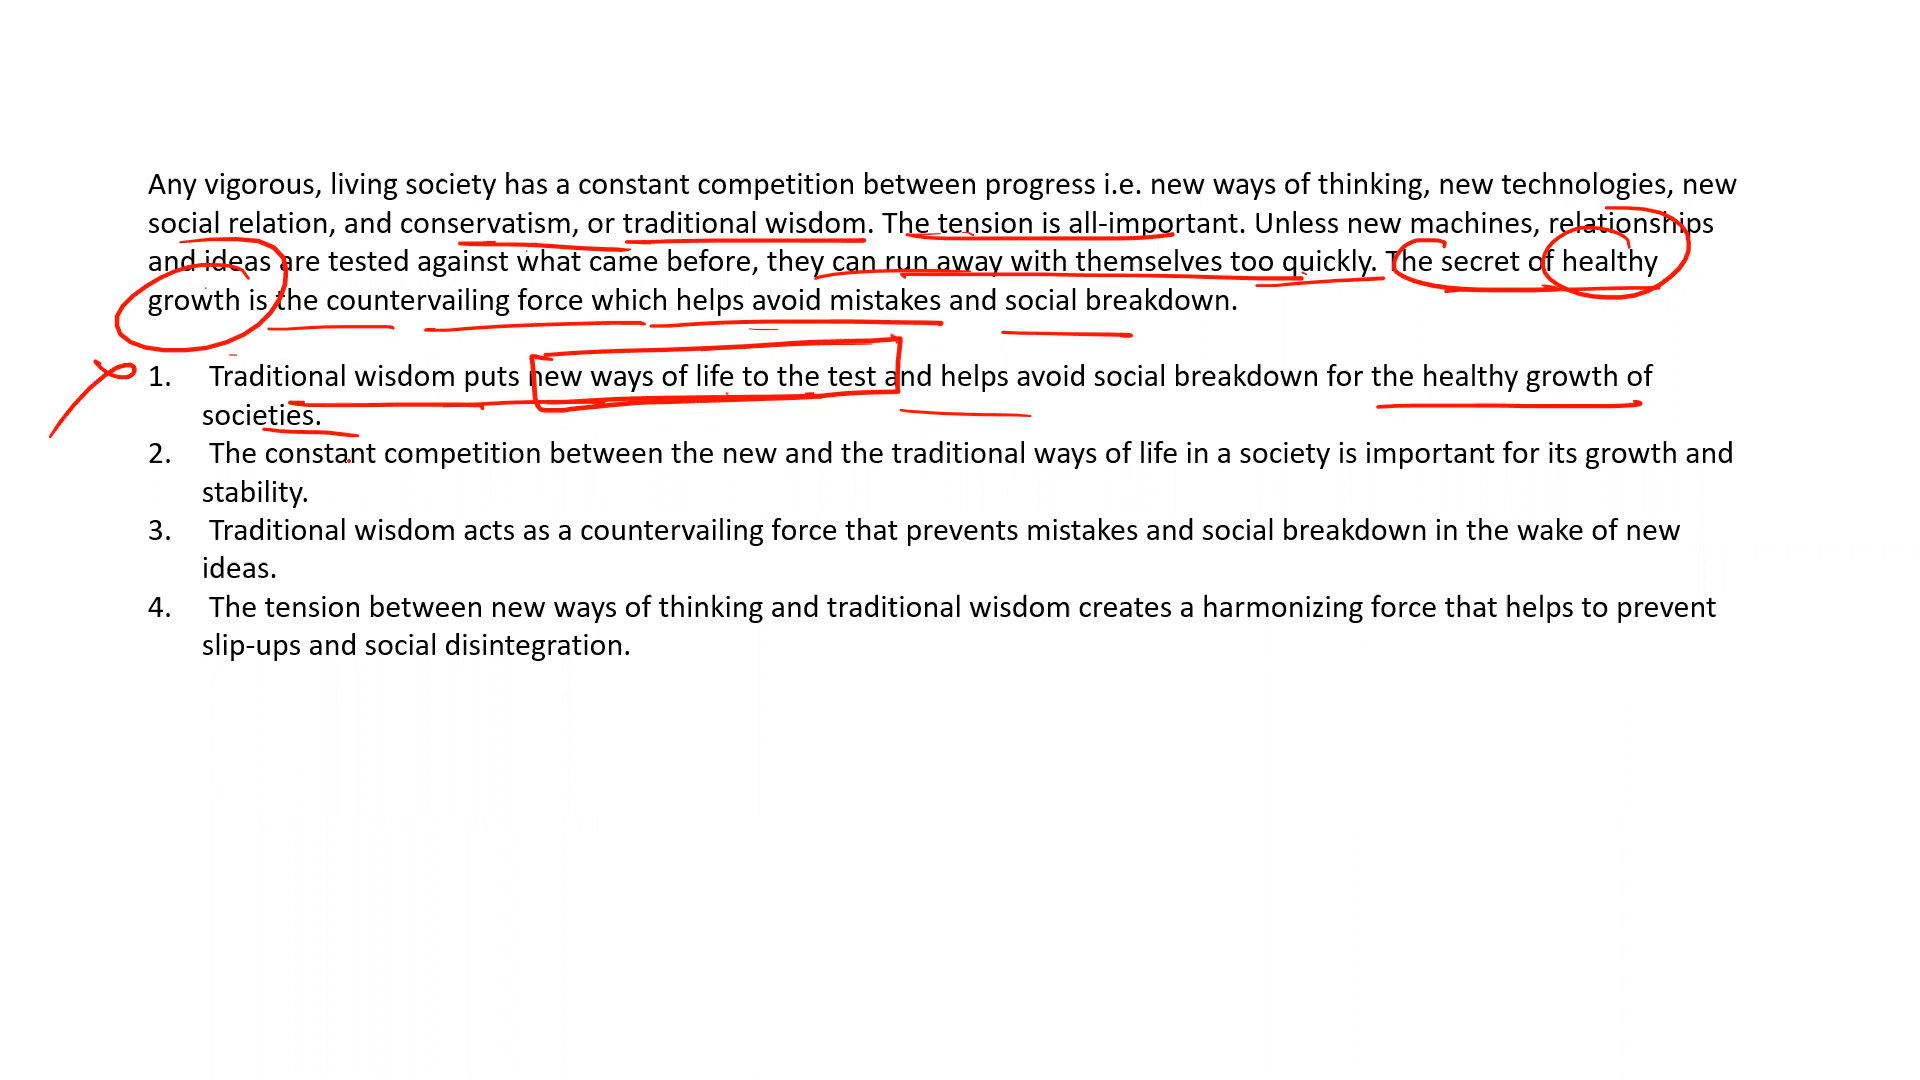 Any vigorous, living society has a constant competition between progress i.e. new ways of thinking, new technologies, new
social relation, and conservatism, or traditional wisdom. The tension is all-important. Unless new machines, relationships
and ideas are tested against what came before, they can run away with themselves too quickly. The secret of healthy
growth is the countervailing force which helps avoid mistakes and social breakdown.
1. Traditional wisdom puts new ways of life to the test and helps avoid social breakdown for the healthy growth of
societies.
2. The constant competition between the new and the traditional ways of life in a society is important for its growth and
stability.
3. Traditional wisdom acts as a countervailing force that prevents mistakes and social breakdown in the wake of new
ideas.
4. The tension between new ways of thinking and traditional wisdom creates a harmonizing force that helps to prevent
slip-ups and social disintegration.